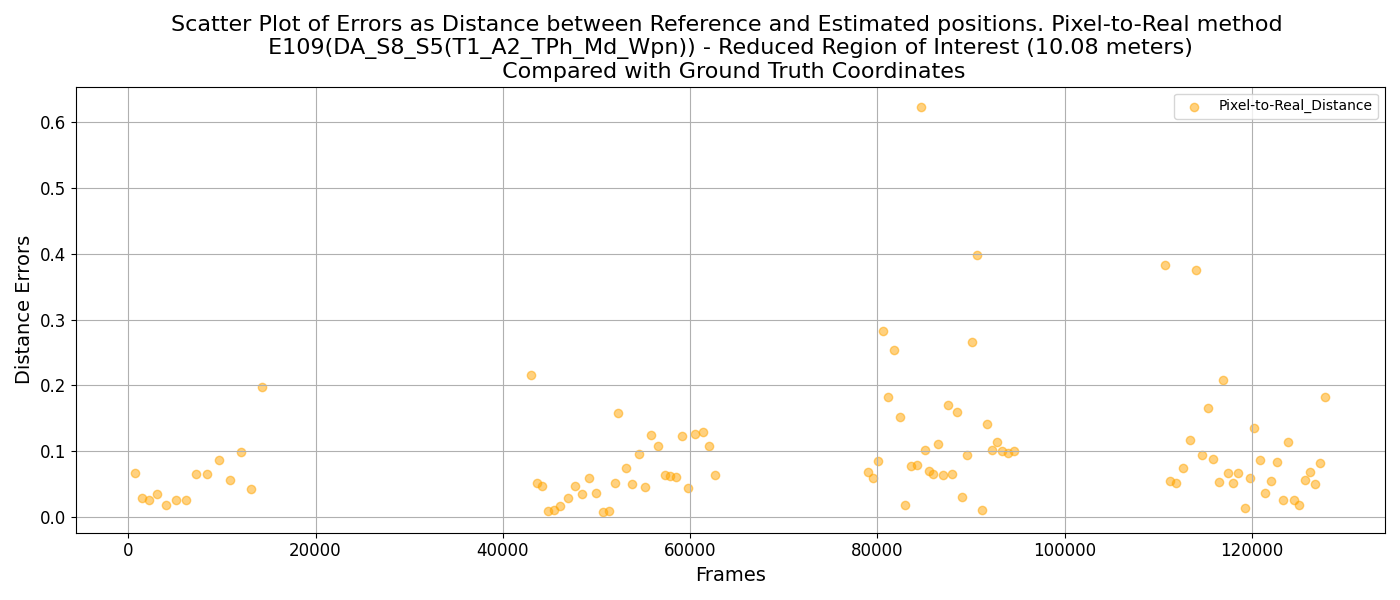 Scatter Plot of Errors as Distance between Reference and Estimated positions. Pixel-to-Real method
E109(DA_S8_S5(T1_A2_TPh_Md_Wpn)) - Reduced Region of Interest (10.08 meters)
Compared with Ground Truth Coordinates
Pixel-to-Real_Distance
Distance Errors
0.6
0.5
0.4
0.3
0.2
0.1
0.0
0 20000 40000 60000 80000 100000 120000
Frames